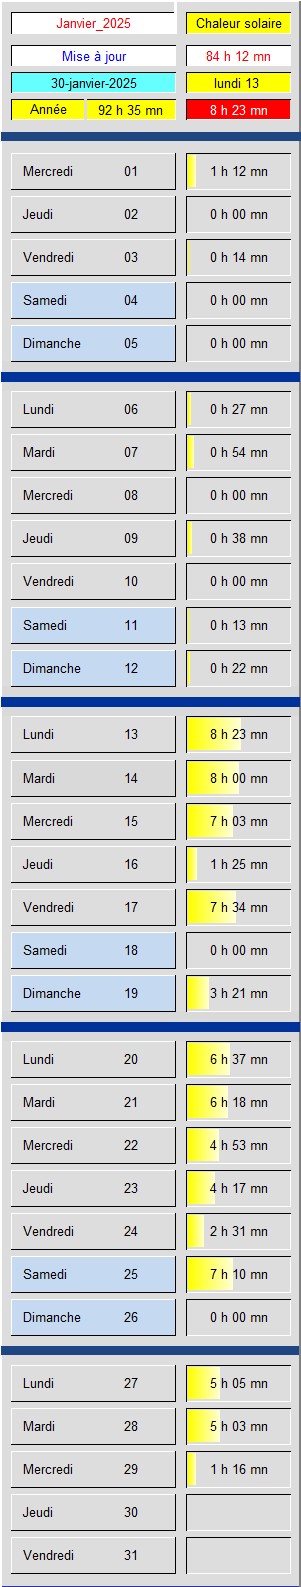 Janvier_2025 Chaleur solaire
Mise à jour 84 h 12 mn
30-janvier-2025 lundi 13
Année 92 h 35 mn 8 h 23 mn
Mercredi 01 1 h 12 mn
Jeudi 02 0 h 00 mn
Vendredi 03 0 h 14 mn
Samedi 04 0 h 00 mn
Dimanche 05 0 h 00 mn
Lundi 06 0 h 27 mn
Mardi 07 0 h 54 mn
Mercredi 08 0 h 00 mn
Jeudi 09 0 h 38 mn
Vendredi 10 0 h 00 mn
Samedi 11 0 h 13 mn
Dimanche 12 0 h 22 mn
Lundi 13 8 h 23 mn
Mardi 14 8 h 00 mn
Mercredi 15 7 h 03 mn
Jeudi 16 1 h 25 mn
Vendredi 17 7 h 34 mn
Samedi 18 0 h 00 mn
Dimanche 19 3 h 21 mn
Lundi 20 6 h 37 mn
Mardi 21 6 h 18 mn
Mercredi 22 4 h 53 mn
Jeudi 23 4 h 17 mn
Vendredi 24 2 h 31 mn
Samedi 25 7 h 10 mn
Dimanche 26 0 h 00 mn
Lundi 27 5 h 05 mn
Mardi 28 5 h 03 mn
Mercredi 29 1 h 16 mn
Jeudi 30
Vendredi 31